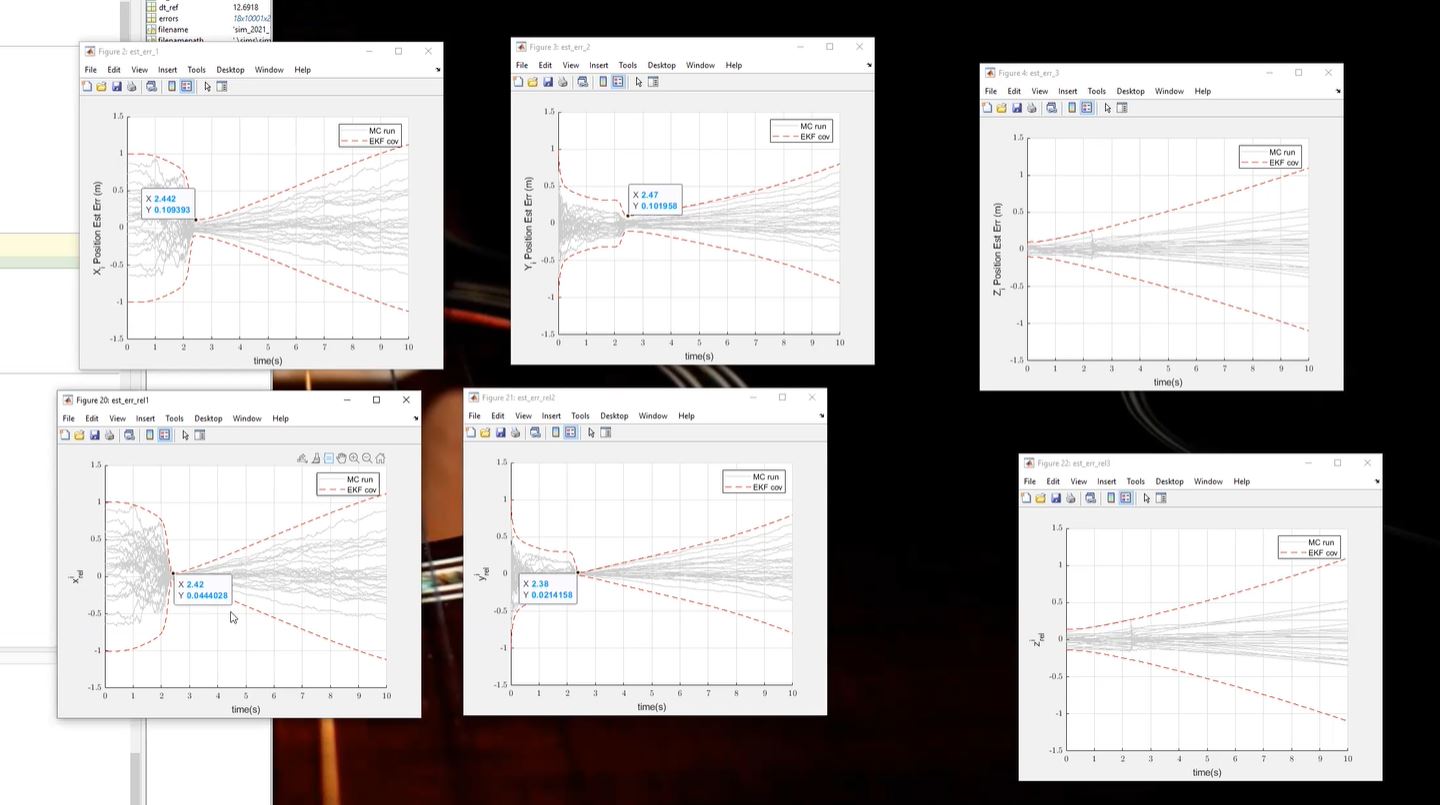 dt_ref 12.6918
errors 18x10001x2
filename 'sim_2021_
Figure 2: est_err_1
File Edit View Insert Tools Desktop Window Help
MC run
EKF cov
1.5
1
0.5
0
-0.5
-1
-1.5
X 2.442
Y 0.109393
Xi Position Est Err (m)
0 1 2 3 4 5 6 7 8 9 10
time(s)
Figure 3: est_err_2
File Edit View Insert Tools Desktop Window Help
MC run
EKF cov
1.5
1
0.5
0
-0.5
-1
-1.5
X 2.47
Y 0.101958
Yi Position Est Err (m)
0 1 2 3 4 5 6 7 8 9 10
time(s)
Figure 4: est_err_3
File Edit View Insert Tools Desktop Window Help
MC run
EKF cov
1.5
1
0.5
0
-0.5
-1
-1.5
Zi Position Est Err (m)
0 1 2 3 4 5 6 7 8 9 10
time(s)
Figure 20: est_err_rel1
File Edit View Insert Tools Desktop Window Help
MC run
EKF cov
1.5
1
0.5
0
-0.5
-1
-1.5
X 2.42
Y 0.0444028
x^i_rel
0 1 2 3 4 5 6 7 8 9 10
time(s)
Figure 21: est_err_rel2
File Edit View Insert Tools Desktop Window Help
MC run
EKF cov
1.5
1
0.5
0
-0.5
-1
-1.5
X 2.38
Y 0.0214158
y^i_rel
0 1 2 3 4 5 6 7 8 9 10
time(s)
Figure 22: est_err_rel3
File Edit View Insert Tools Desktop Window Help
MC run
EKF cov
1.5
1
0.5
0
-0.5
-1
-1.5
z^i_rel
0 1 2 3 4 5 6 7 8 9 10
time(s)